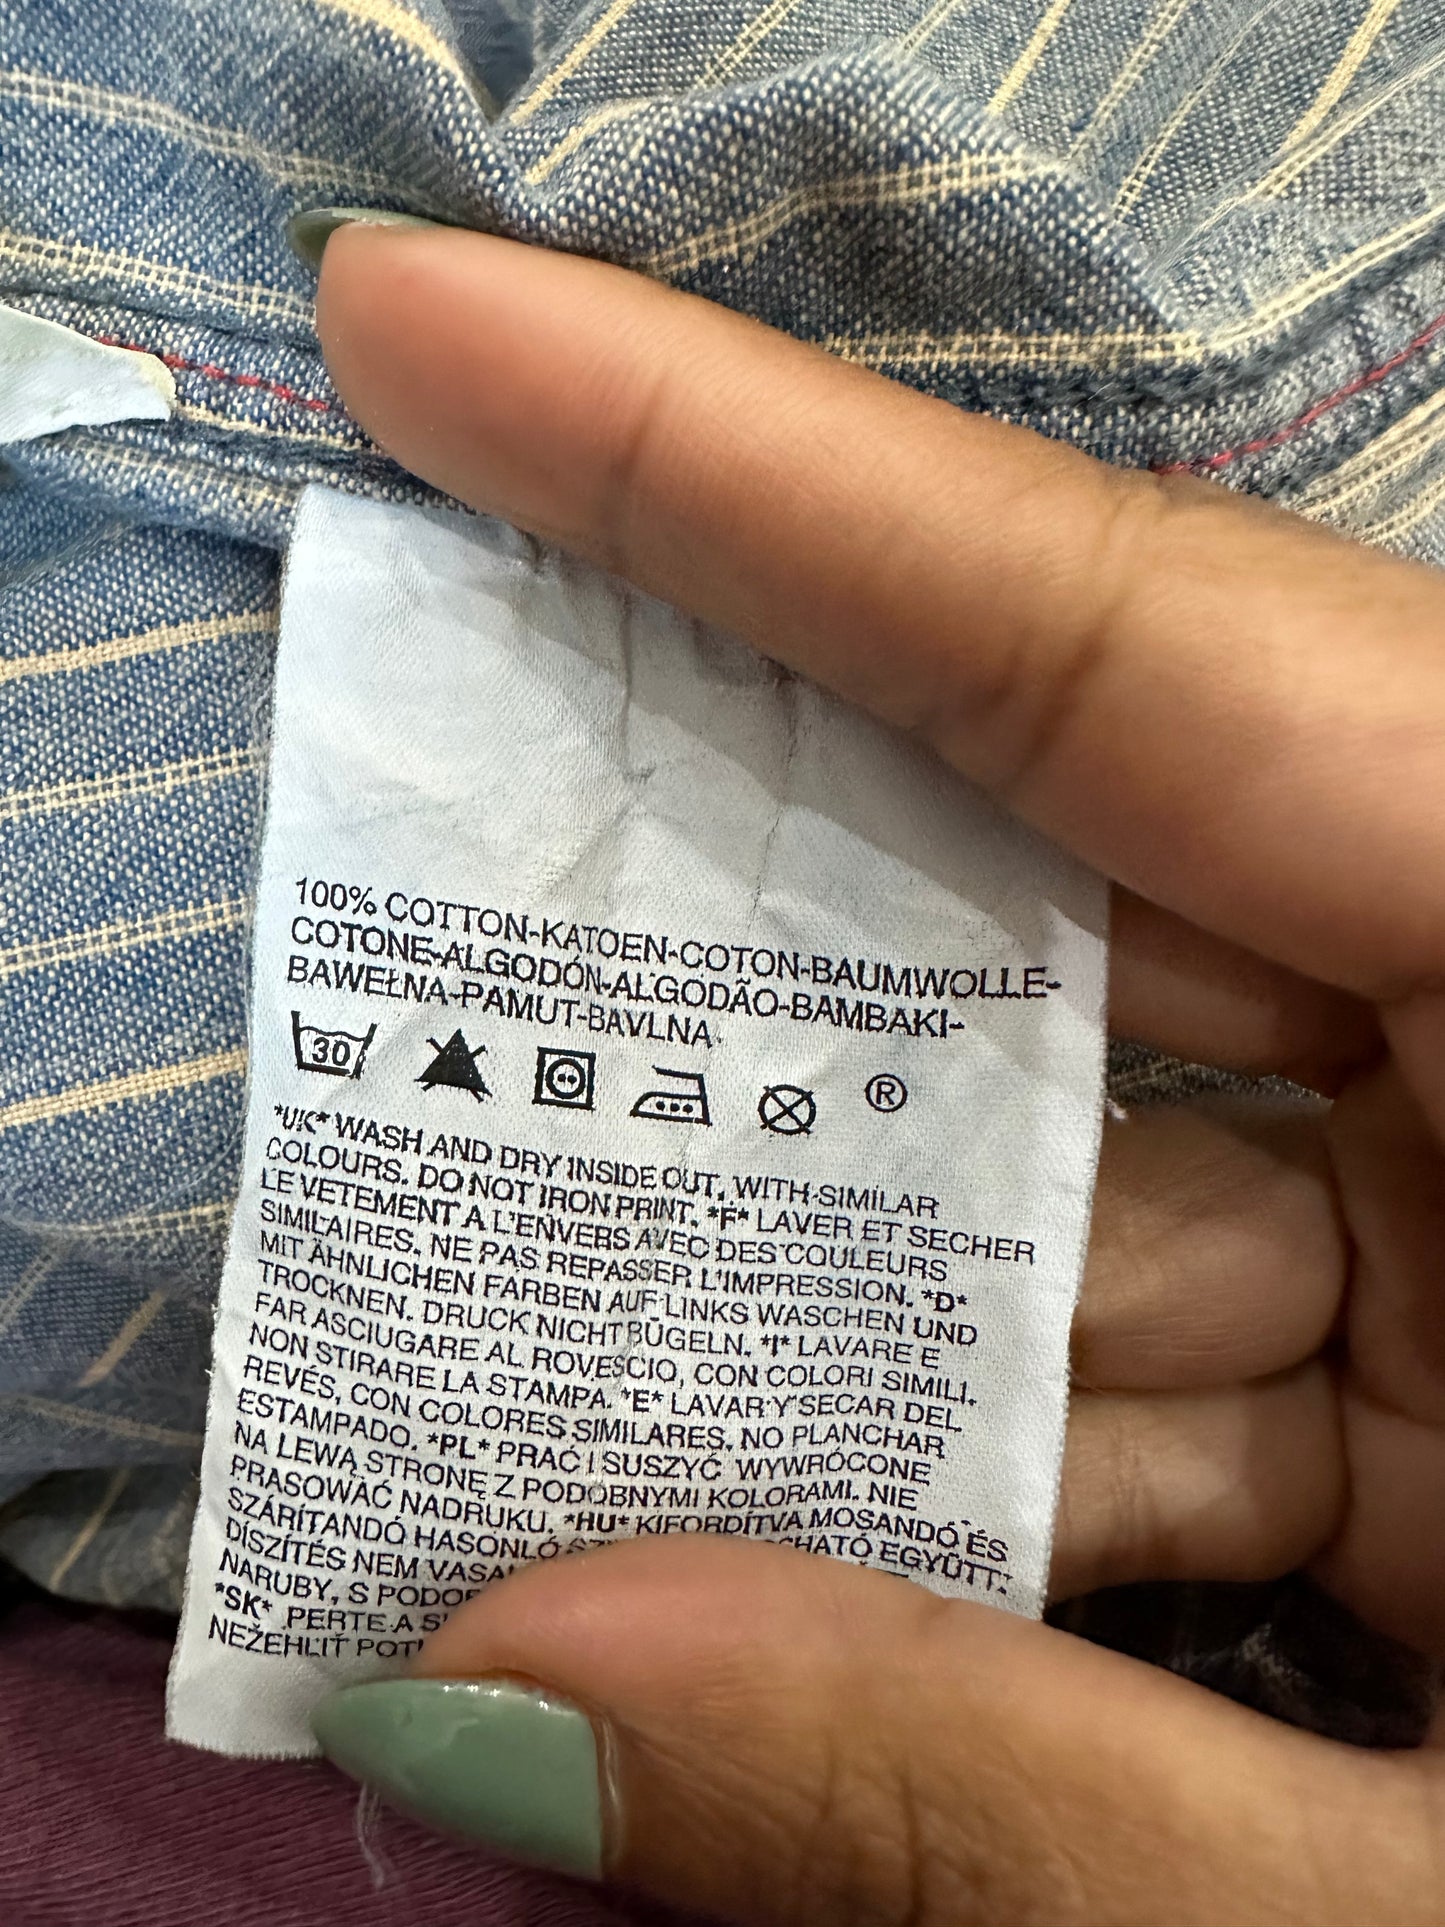 100% COTTON-KATOEN-COTON-BAUMWOLLE-
COTONE-ALGODÓN-ALGODÃO-BAMBAKI-
BAWEŁNA-PAMUT-BAVLNA
30 ®
*UK* WASH AND DRY INSIDE OUT, WITH SIMILAR
COLOURS. DO NOT IRON PRINT. *F* LAVER ET SECHER
LE VETEMENT A L'ENVERS AVEC DES COULEURS
SIMILAIRES. NE PAS REPASSER L'IMPRESSION. *D*
MIT ÄHNLICHEN FARBEN AUF LINKS WASCHEN UND
TROCKNEN. DRUCK NICHT BÜGELN. *I* LAVARE E
FAR ASCIUGARE AL ROVESCIO, CON COLORI SIMILI.
NON STIRARE LA STAMPA. *E* LAVAR Y SECAR DEL
REVÉS, CON COLORES SIMILARES. NO PLANCHAR
ESTAMPADO. *PL* PRAĆ I SUSZYĆ WYWRÓCONE
NA LEWĄ STRONĘ Z PODOBNYMI KOLORAMI. NIE
PRASOWAĆ NADRUKU. *HU* KIFORDÍTVA MOSANDÓ ÉS
SZÁRÍTANDÓ HASONLÓ EGYÜTT.
DÍSZÍTÉS NEM
NARUBY, S
*SK* PERTE A
NEŽEHLIŤ